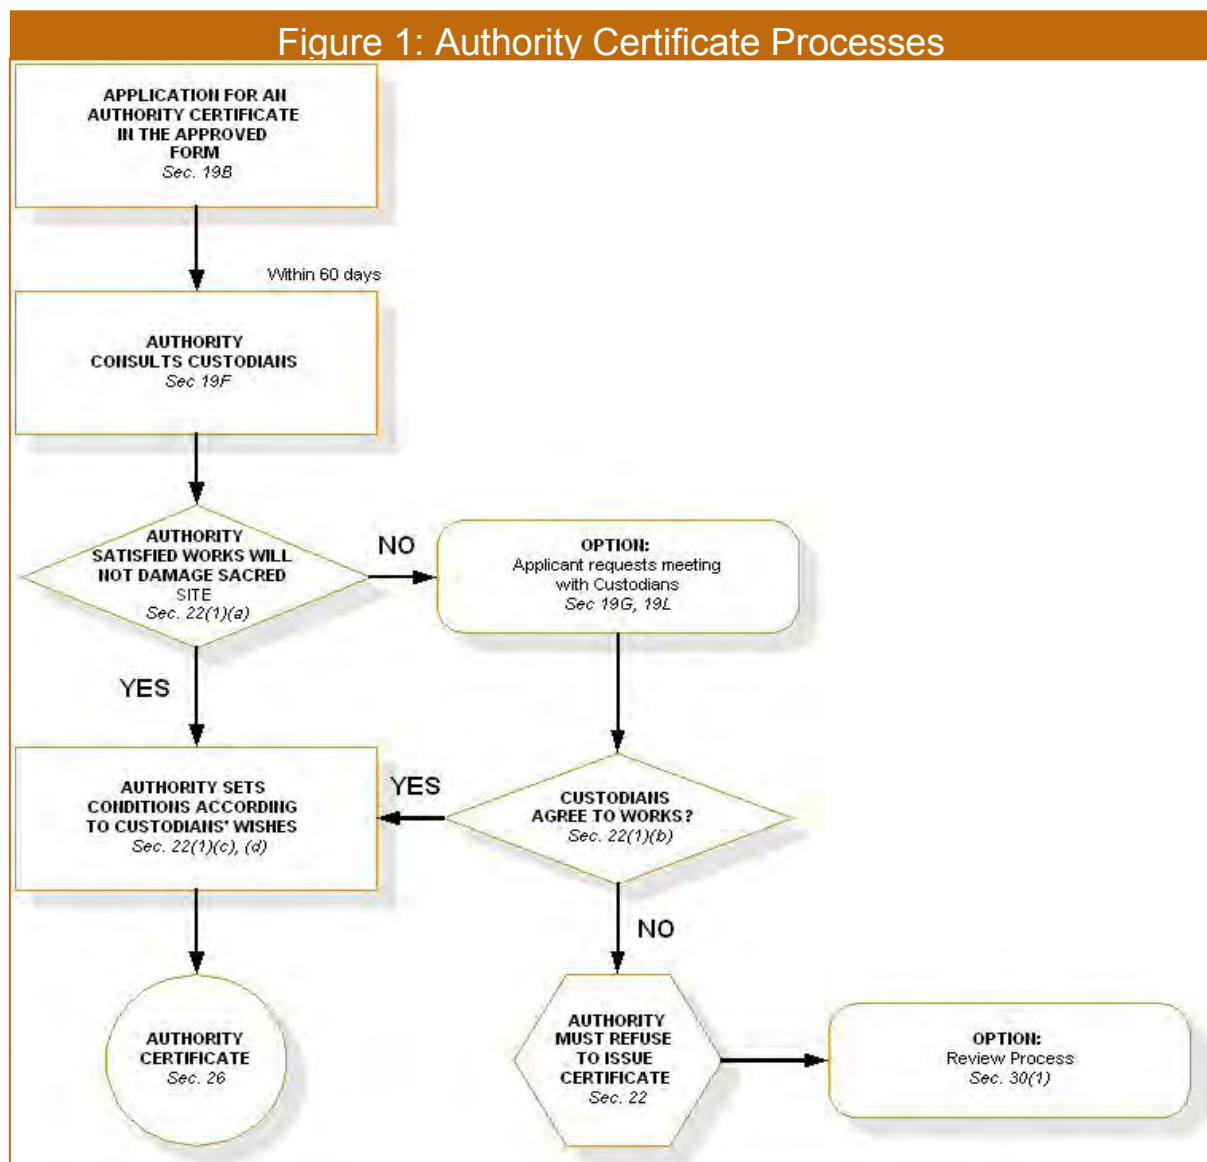 Figure 1: Authority Certificate Processes
APPLICATION FOR AN
AUTHORITY CERTIFICATE
IN THE APPROVED
FORM
Sec. 19B
Within 60 days
AUTHORITY
CONSULTS CUSTODIANS
Sec 19F
AUTHORITY
SATISFIED WORKS WILL
NOT DAMAGE SACRED
SITE
Sec. 22(1)(a)
NO
OPTION:
Applicant requests meeting
with Custodians
Sec 19G, 19L
YES
AUTHORITY SETS
CONDITIONS ACCORDING
TO CUSTODIANS' WISHES
Sec. 22(1)(c), (d)
YES
CUSTODIANS
AGREE TO WORKS?
Sec. 22(1)(b)
NO
AUTHORITY
CERTIFICATE
Sec. 26
AUTHORITY
MUST REFUSE
TO ISSUE
CERTIFICATE
Sec. 22
OPTION:
Review Process
Sec. 30(1)